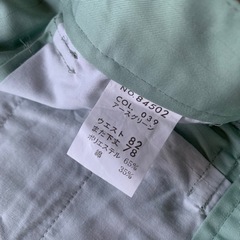 NO. 84502
COL. 039
アースグリーン
ウエスト 82
また下丈 78
ポリエステル 65%
綿 35%